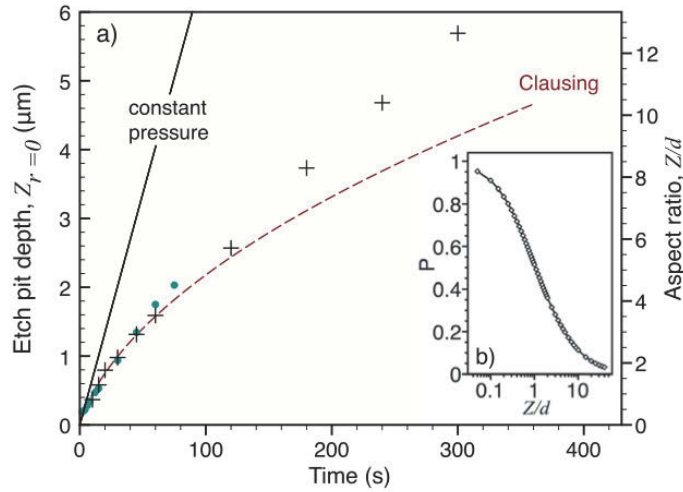 6
5
4
3
2
1
0
Etch pit depth, Z r =0 (μm)
a)
constant
pressure
Clausing
12
10
8
6
4
2
0
Aspect ratio, Z/d
0
100
200
300
400
Time (s)
1
0.8
0.6
0.4
0.2
0
P
b)
0.1
1
10
Z/d